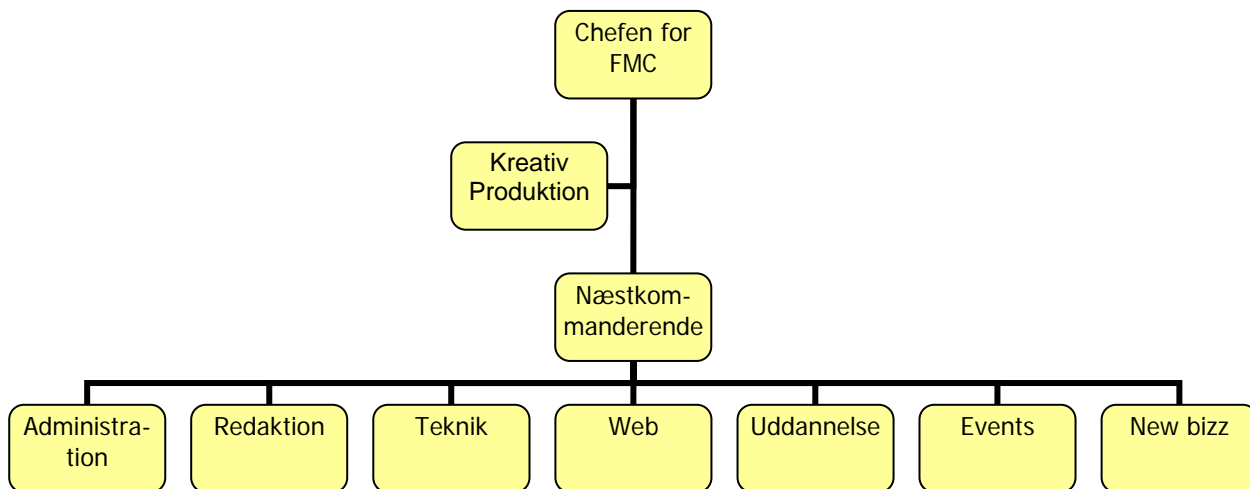 Chefen for
FMC
Kreativ
Produktion
Næstkom-
manderende
Administra-
tion
Redaktion
Teknik
Web
Uddannelse
Events
New bizz